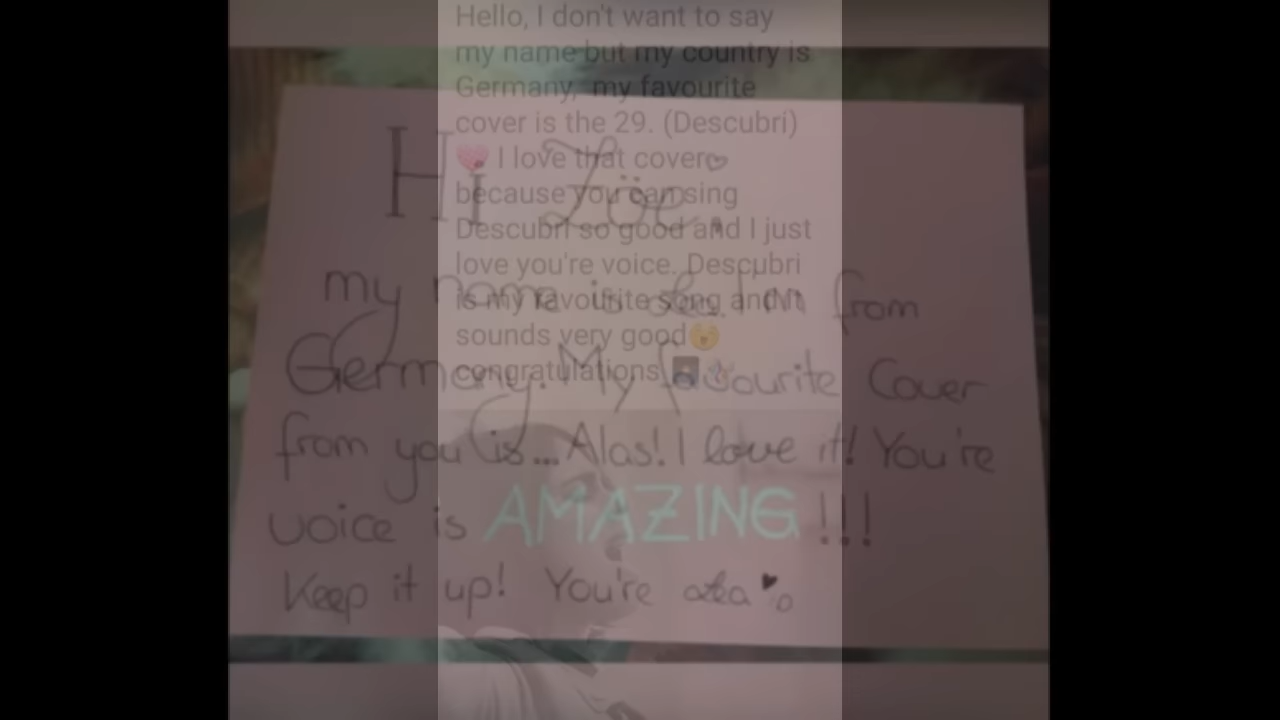 Hello, I don't want to say
my name but my country is
Germany, my favourite
cover is the 29. (Descubri)
I love that cover
because you can sing
Descubri so good and I just
love you're voice. Descubri
is my favourite song and it
sounds very good
congratulations
Hi Zöe.
my name is I'm from
Germany. My favourite Cover
from you is... Alas! I love it! You're
voice is AMAZING !!!
Keep it up! You're